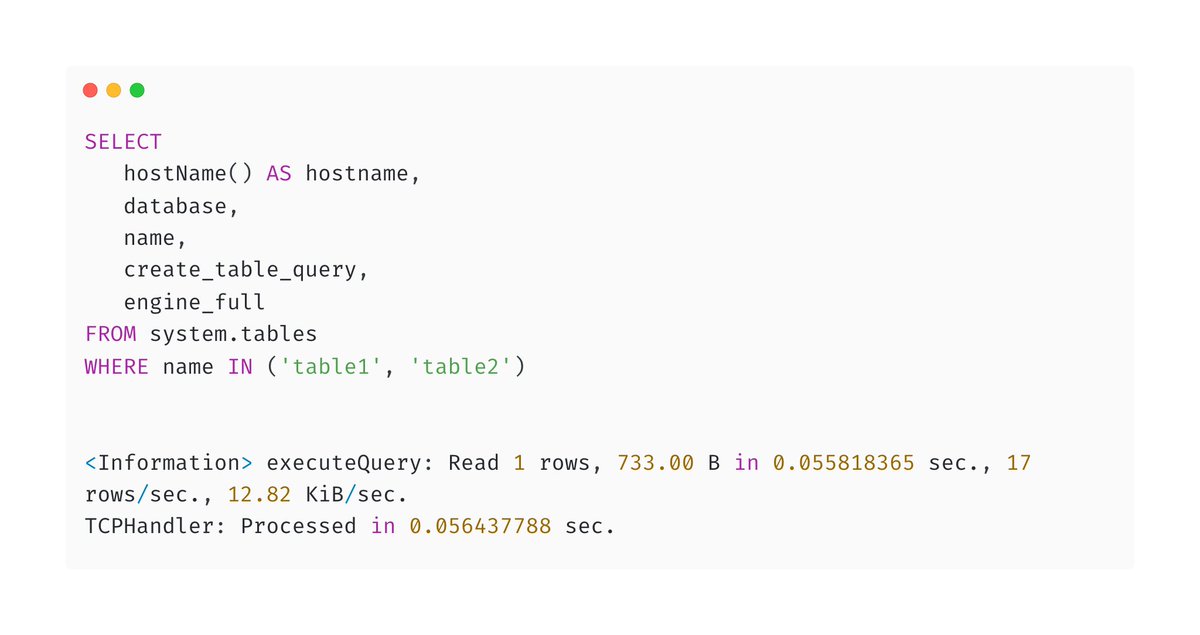 SELECT
   hostName() AS hostname,
   database,
   name,
   create_table_query,
   engine_full
FROM system.tables
WHERE name IN ('table1', 'table2')
<Information> executeQuery: Read 1 rows, 733.00 B in 0.055818365 sec., 17
rows/sec., 12.82 KiB/sec.
TCPHandler: Processed in 0.056437788 sec.